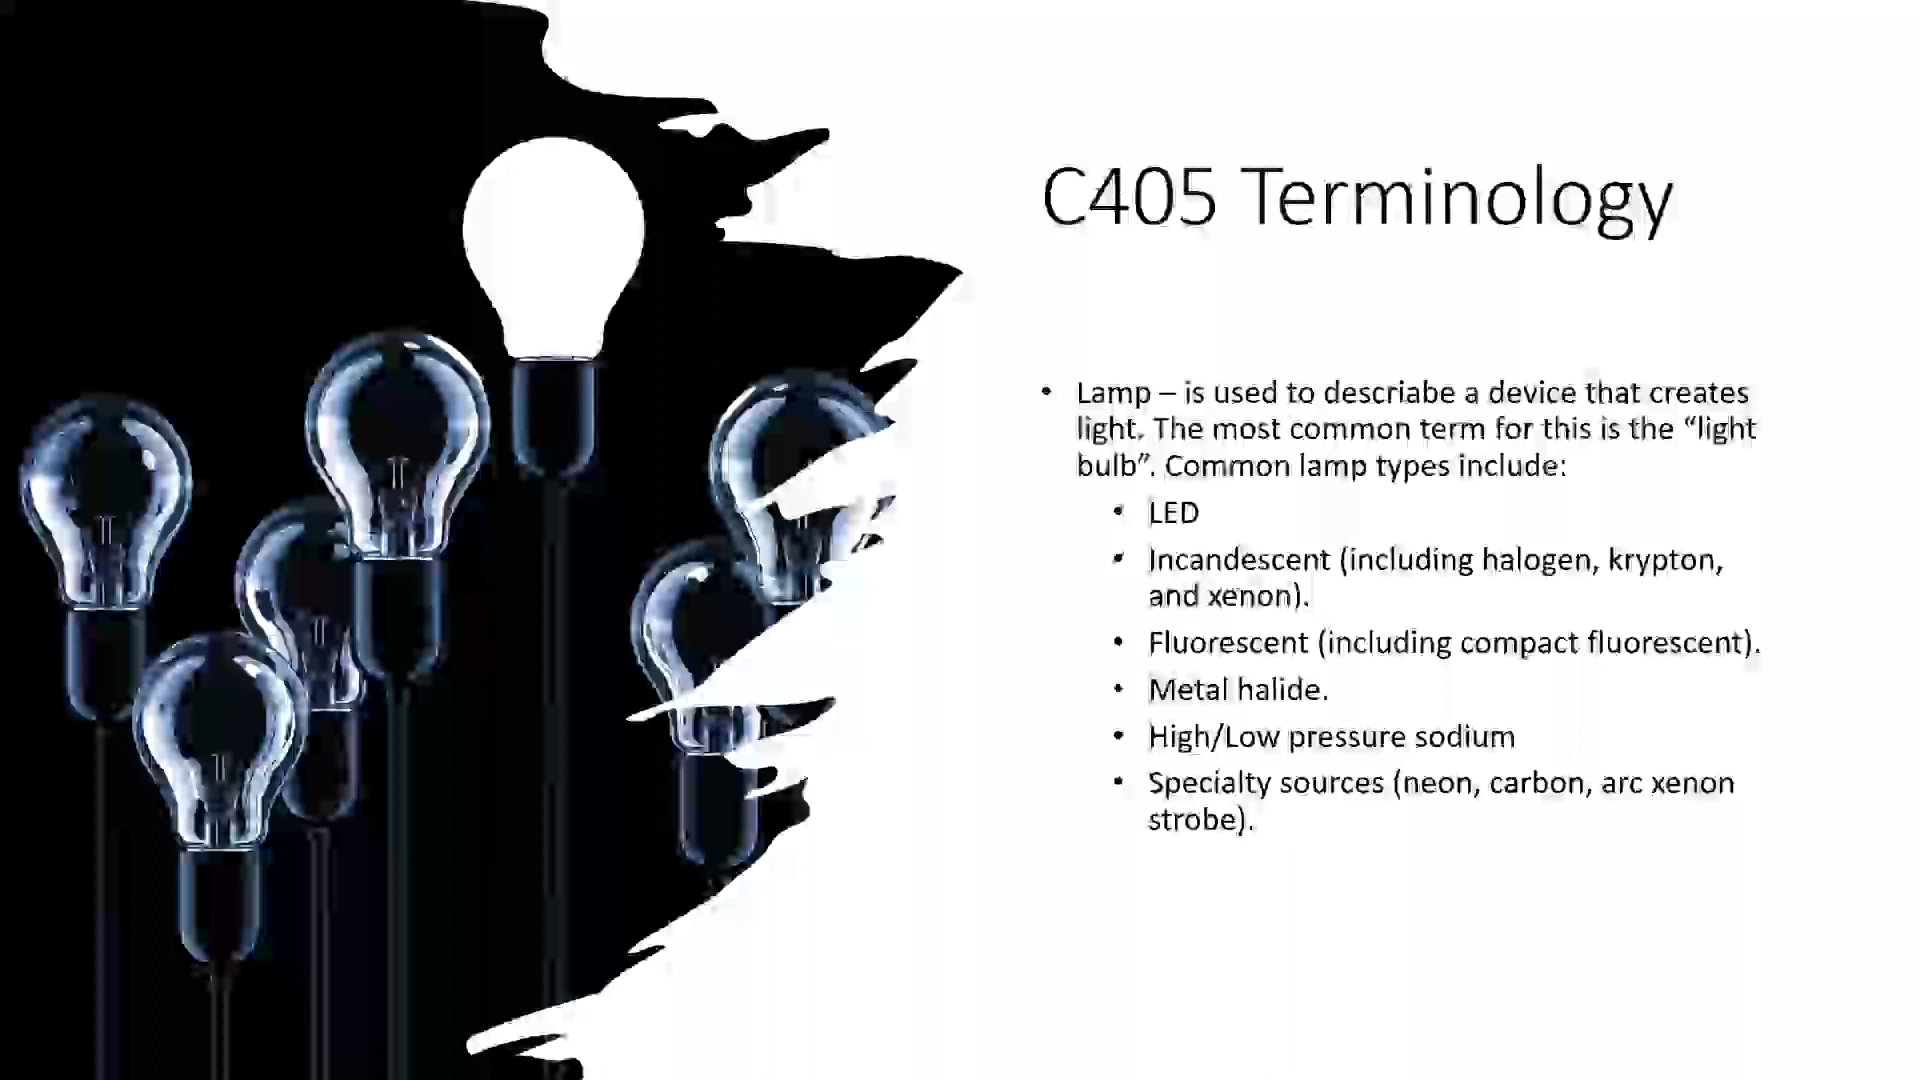 C405 Terminology
• Lamp – is used to descriabe a device that creates
light. The most common term for this is the “light
bulb”. Common lamp types include:
• LED
• Incandescent (including halogen, krypton,
and xenon).
• Fluorescent (including compact fluorescent).
• Metal halide.
• High/Low pressure sodium
• Specialty sources (neon, carbon, arc xenon
strobe).